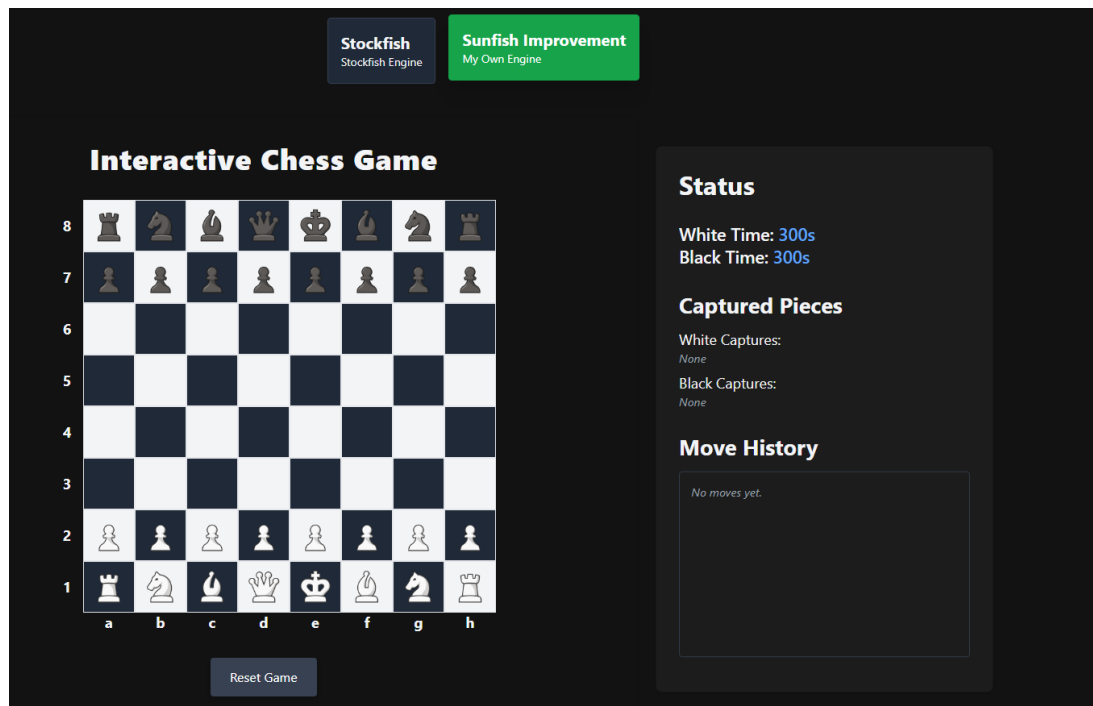 Stockfish
Stockfish Engine
Sunfish Improvement
My Own Engine
Interactive Chess Game
8
7
6
5
4
3
2
1
a b c d e f g h
Reset Game
Status
White Time: 300s
Black Time: 300s
Captured Pieces
White Captures:
None
Black Captures:
None
Move History
No moves yet.